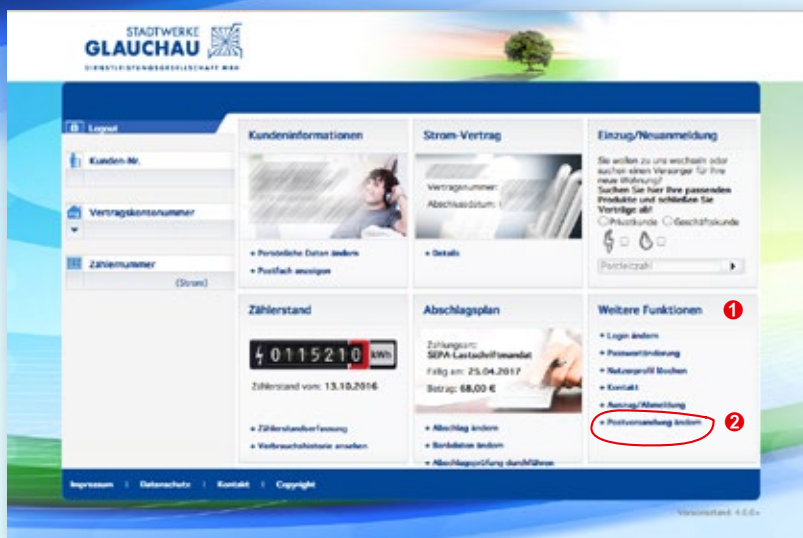 STADTWERKE
GLAUCHAU
DIENSTLEISTUNGSGESELLSCHAFT MBH
Logout
Kunden-Nr.
Vertragskontonummer
Zählernummer
(Strom)
Kundeninformationen
+ Persönliche Daten ändern
+ Postfach anzeigen
Strom-Vertrag
Vertragsnummer:
Abschlussdatum:
+ Details
Einzug/Neuanmeldung
Sie wollen zu uns wechseln oder
suchen einen Versorger für Ihre
neue Wohnung?
Suchen Sie hier Ihre passenden
Produkte und schließen Sie
Verträge ab!
Privatkunde Geschäftskunde
Postleitzahl
Zählerstand
0115210 kWh
Zählerstand vom: 13.10.2016
+ Zählerstandserfassung
+ Verbrauchshistorie ansehen
Abschlagsplan
Zahlungsart:
SEPA-Lastschriftmandat
Fällig am: 25.04.2017
Betrag: 68,00 €
+ Abschlag ändern
+ Bankdaten ändern
+ Abschlagsprüfung durchführen
Weitere Funktionen 1
+ Login ändern
+ Passwortänderung
+ Nutzerprofil löschen
+ Kontakt
+ Auszug/Abmeldung
+ Postversendung ändern 2
Impressum | Datenschutz | Kontakt | Copyright
Versionsstand: 4.0.0+